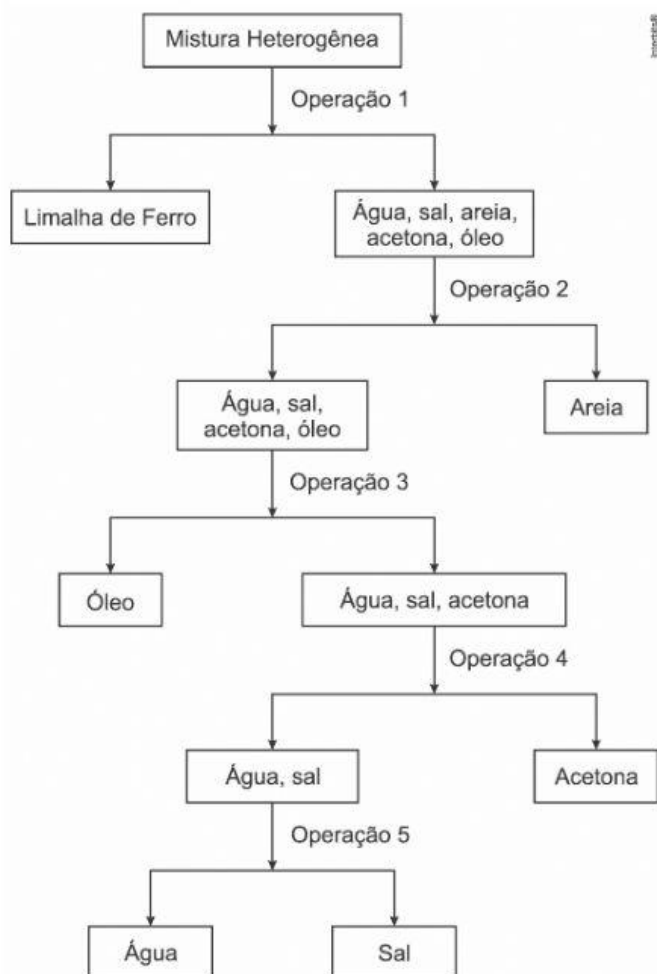 Mistura Heterogênea
Operação 1
Limalha de Ferro
Água, sal, areia,
acetona, óleo
Operação 2
Água, sal,
acetona, óleo
Areia
Operação 3
Óleo
Água, sal, acetona
Operação 4
Água, sal
Acetona
Operação 5
Água
Sal